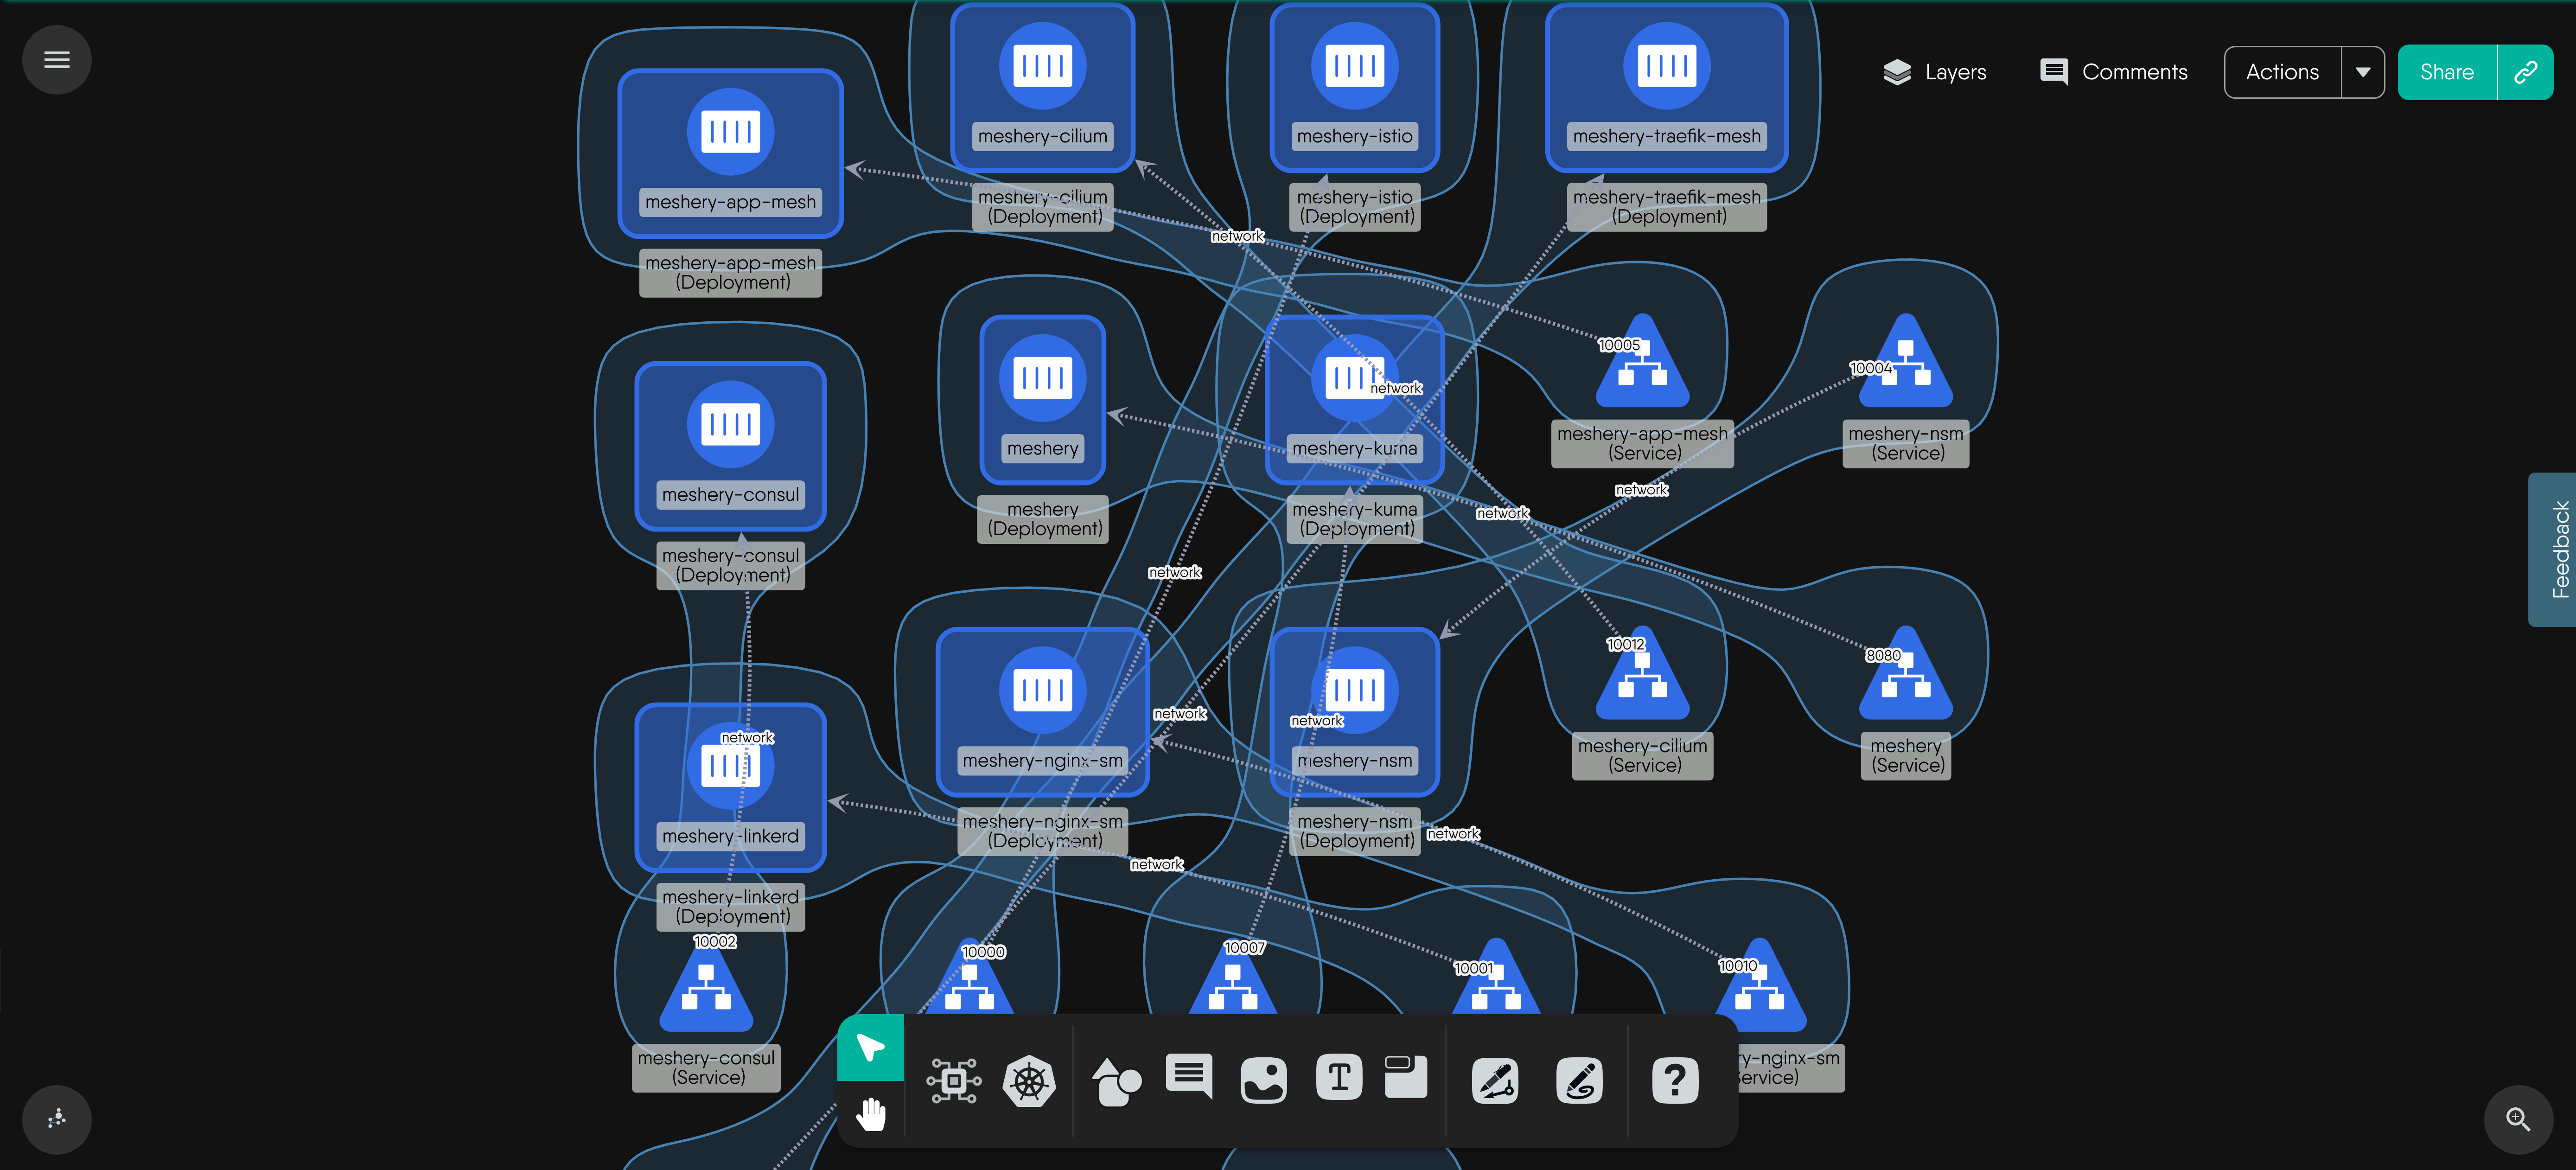 meshery-cilium
meshery-istio
meshery-traefik-mesh
Layers
Comments
Actions
Share
meshery-app-mesh
meshery-cilium
(Deployment)
meshery-istio
(Deployment)
meshery-traefik-mesh
(Deployment)
network
meshery-app-mesh
(Deployment)
10005
10004
network
meshery
meshery-kuma
meshery-app-mesh
(Service)
meshery-nsm
(Service)
meshery-consul
network
meshery
(Deployment)
meshery-kuma
(Deployment)
network
Feedback
meshery-consul
(Deployment)
network
10012
8080
network
network
network
meshery-nginx-sm
meshery-nsm
meshery-cilium
(Service)
meshery
(Service)
meshery-linkerd
meshery-nginx-sm
(Deployment)
meshery-nsm
(Deployment)
network
network
meshery-linkerd
(Deployment)
10002
10000
10007
10001
10010
meshery-consul
(Service)
ry-nginx-sm
ervice)
T
?